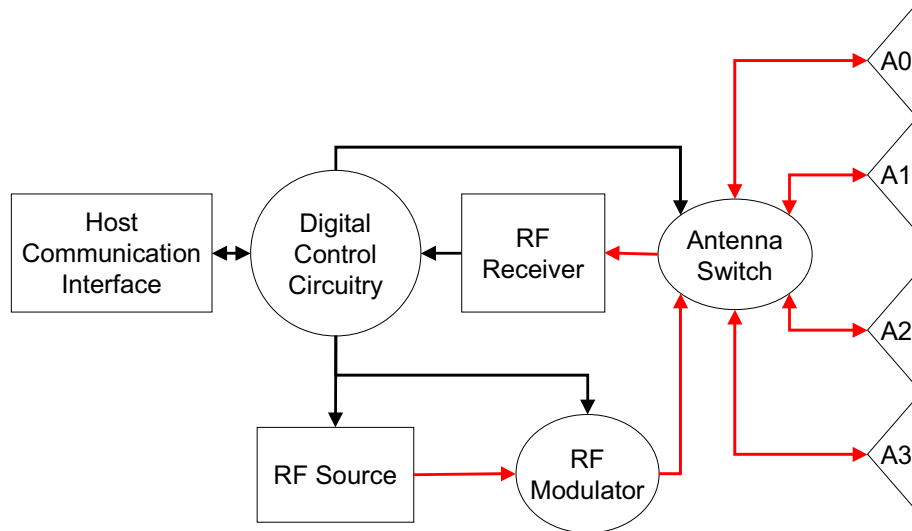 Host
Communication
Interface
Digital
Control
Circuitry
RF
Receiver
Antenna
Switch
A0
A1
A2
A3
RF Source
RF
Modulator